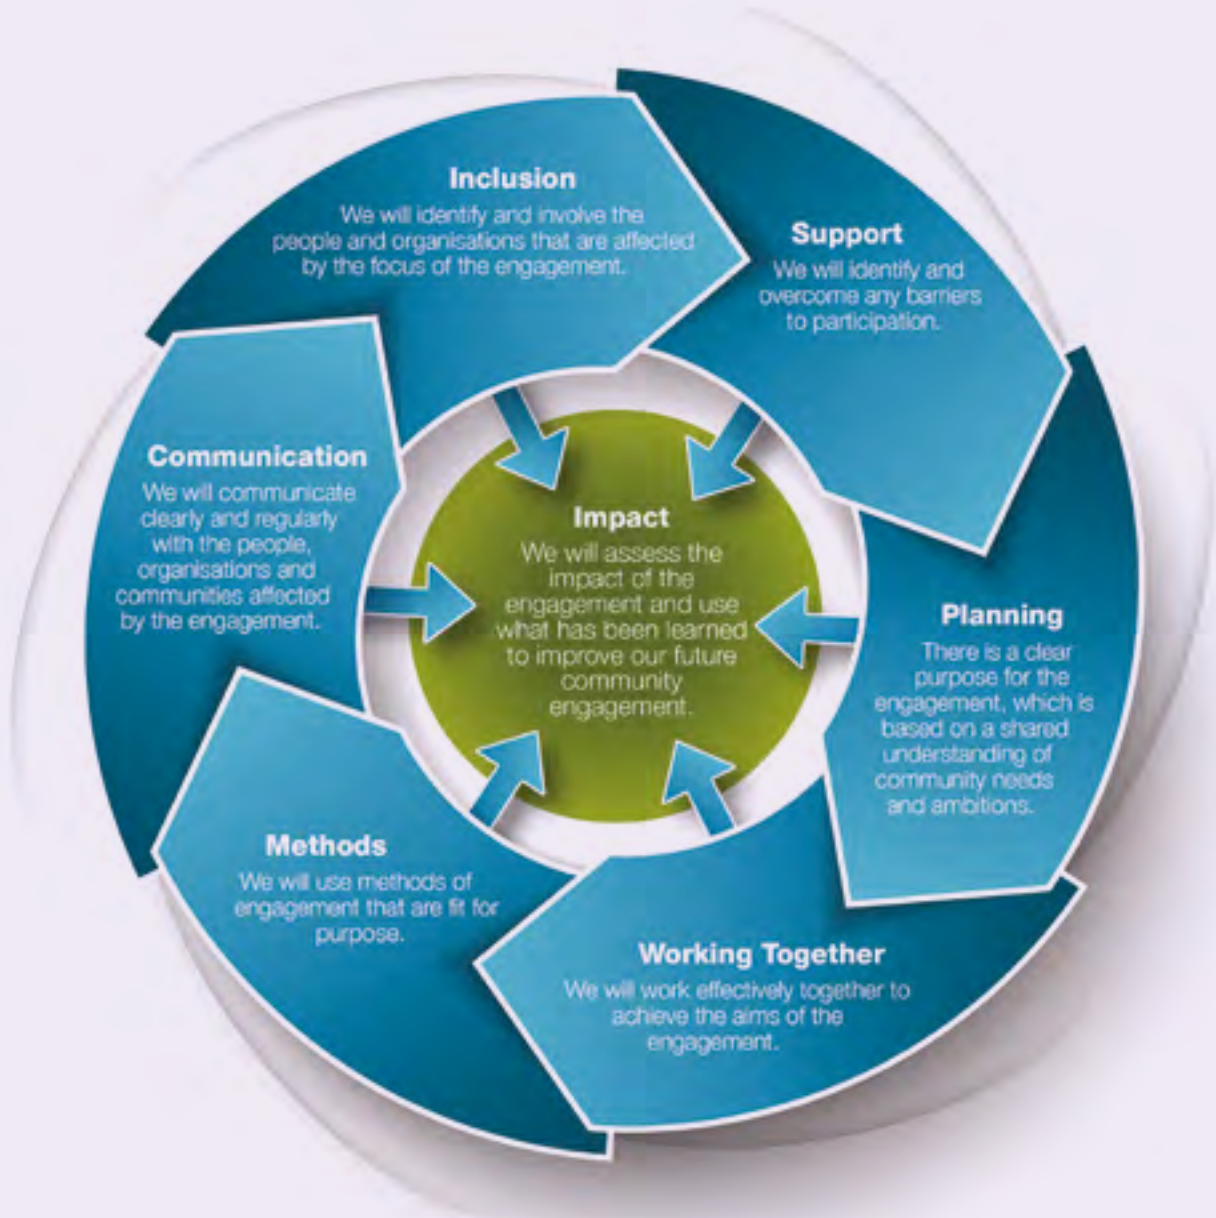 Inclusion
We will identify and involve the
people and organisations that are affected
by the focus of the engagement.
Support
We will identify and
overcome any barriers
to participation.
Planning
There is a clear
purpose for the
engagement, which is
based on a shared
understanding of
community needs
and ambitions.
Working Together
We will work effectively together to
achieve the aims of the
engagement.
Methods
We will use methods of
engagement that are fit for
purpose.
Communication
We will communicate
clearly and regularly
with the people,
organisations and
communities affected
by the engagement.
Impact
We will assess the
impact of the
engagement and use
what has been learned
to improve our future
community
engagement.